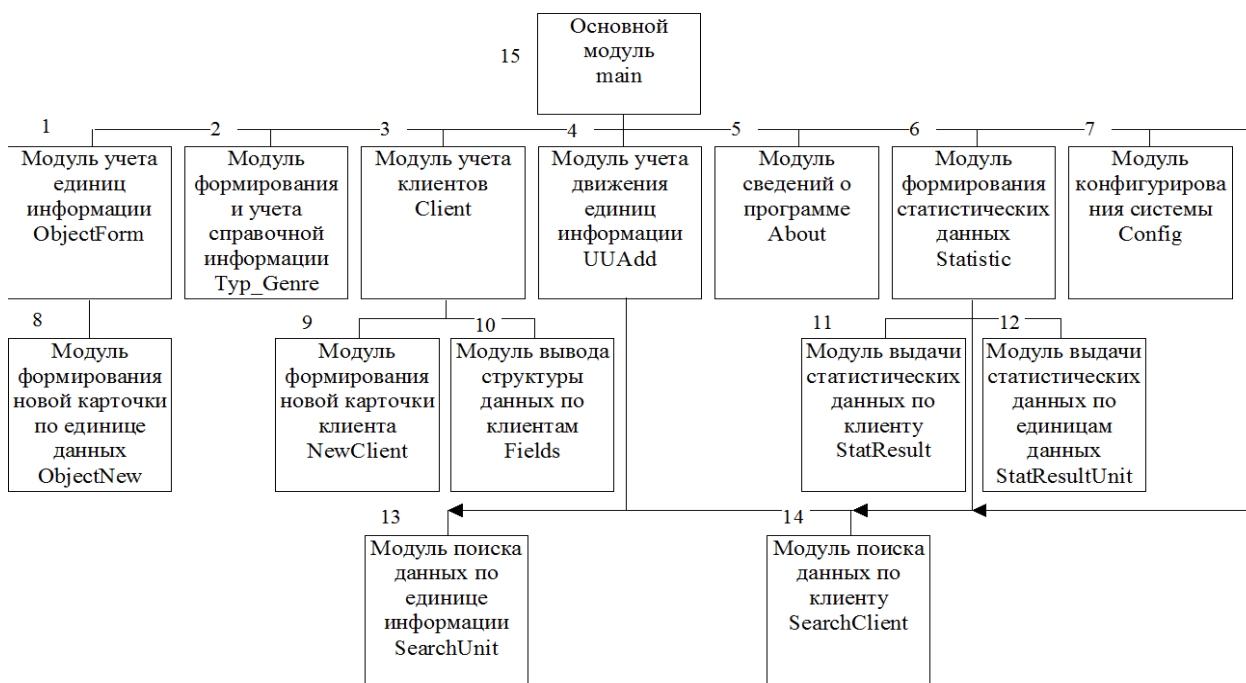 15
Основной
модуль
main
1
2
3
4
5
6
7
Модуль учета
единиц
информации
ObjectForm
Модуль
формирования
и учета
справочной
информации
Typ_Genre
Модуль учета
клиентов
Client
Модуль учета
движения
единиц
информации
UUAdd
Модуль
сведений о
программе
About
Модуль
формирования
статистических
данных
Statistic
Модуль
конфигурирова
ния системы
Config
8
Модуль
формирования
новой карточки
по единице
данных
ObjectNew
9
Модуль
формирования
новой карточки
клиента
NewClient
10
Модуль вывода
структуры
данных по
клиентам
Fields
11
Модуль выдачи
статистических
данных по
клиенту
StatResult
12
Модуль выдачи
статистических
данных по
единицам
данных
StatResultUnit
13
Модуль поиска
данных по
единице
информации
SearchUnit
14
Модуль поиска
данных по
клиенту
SearchClient